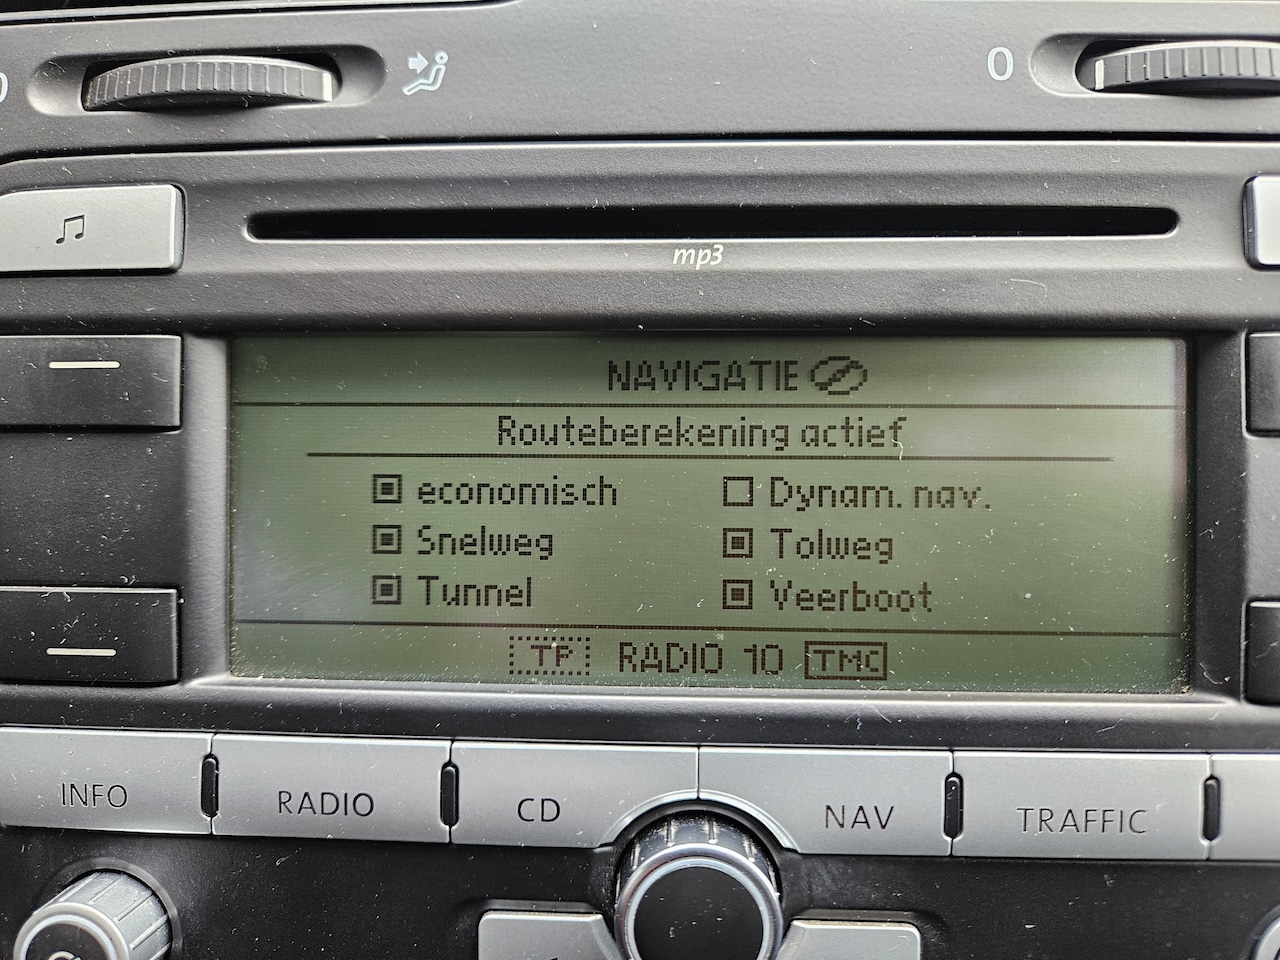 0
0
mp3
NAVIGATIE
Routeberekening actief
economisch
Dynam. nav.
Snelweg
Tolweg
Tunnel
Veerboot
TP RADIO 10 TMC
INFO
RADIO
CD
NAV
TRAFFIC